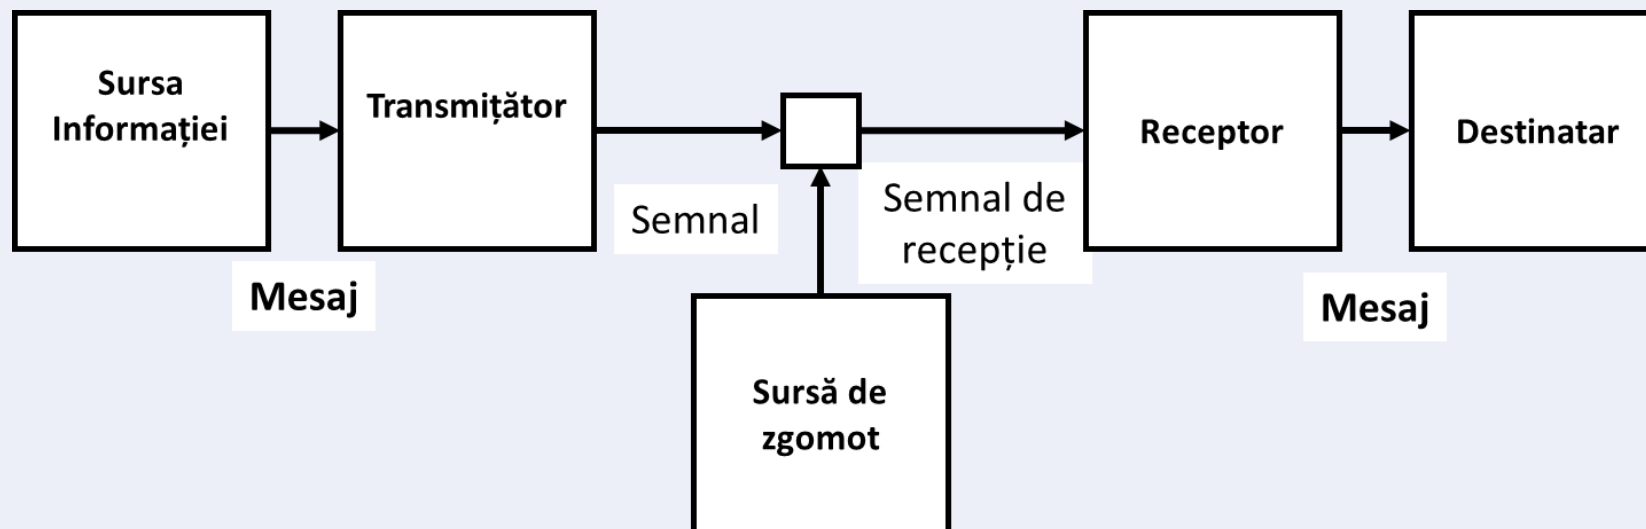 Sursa
Informației
Transmițător
Receptor
Destinatar
Semnal
Semnal de
recepție
Mesaj
Mesaj
Sursă de
zgomot